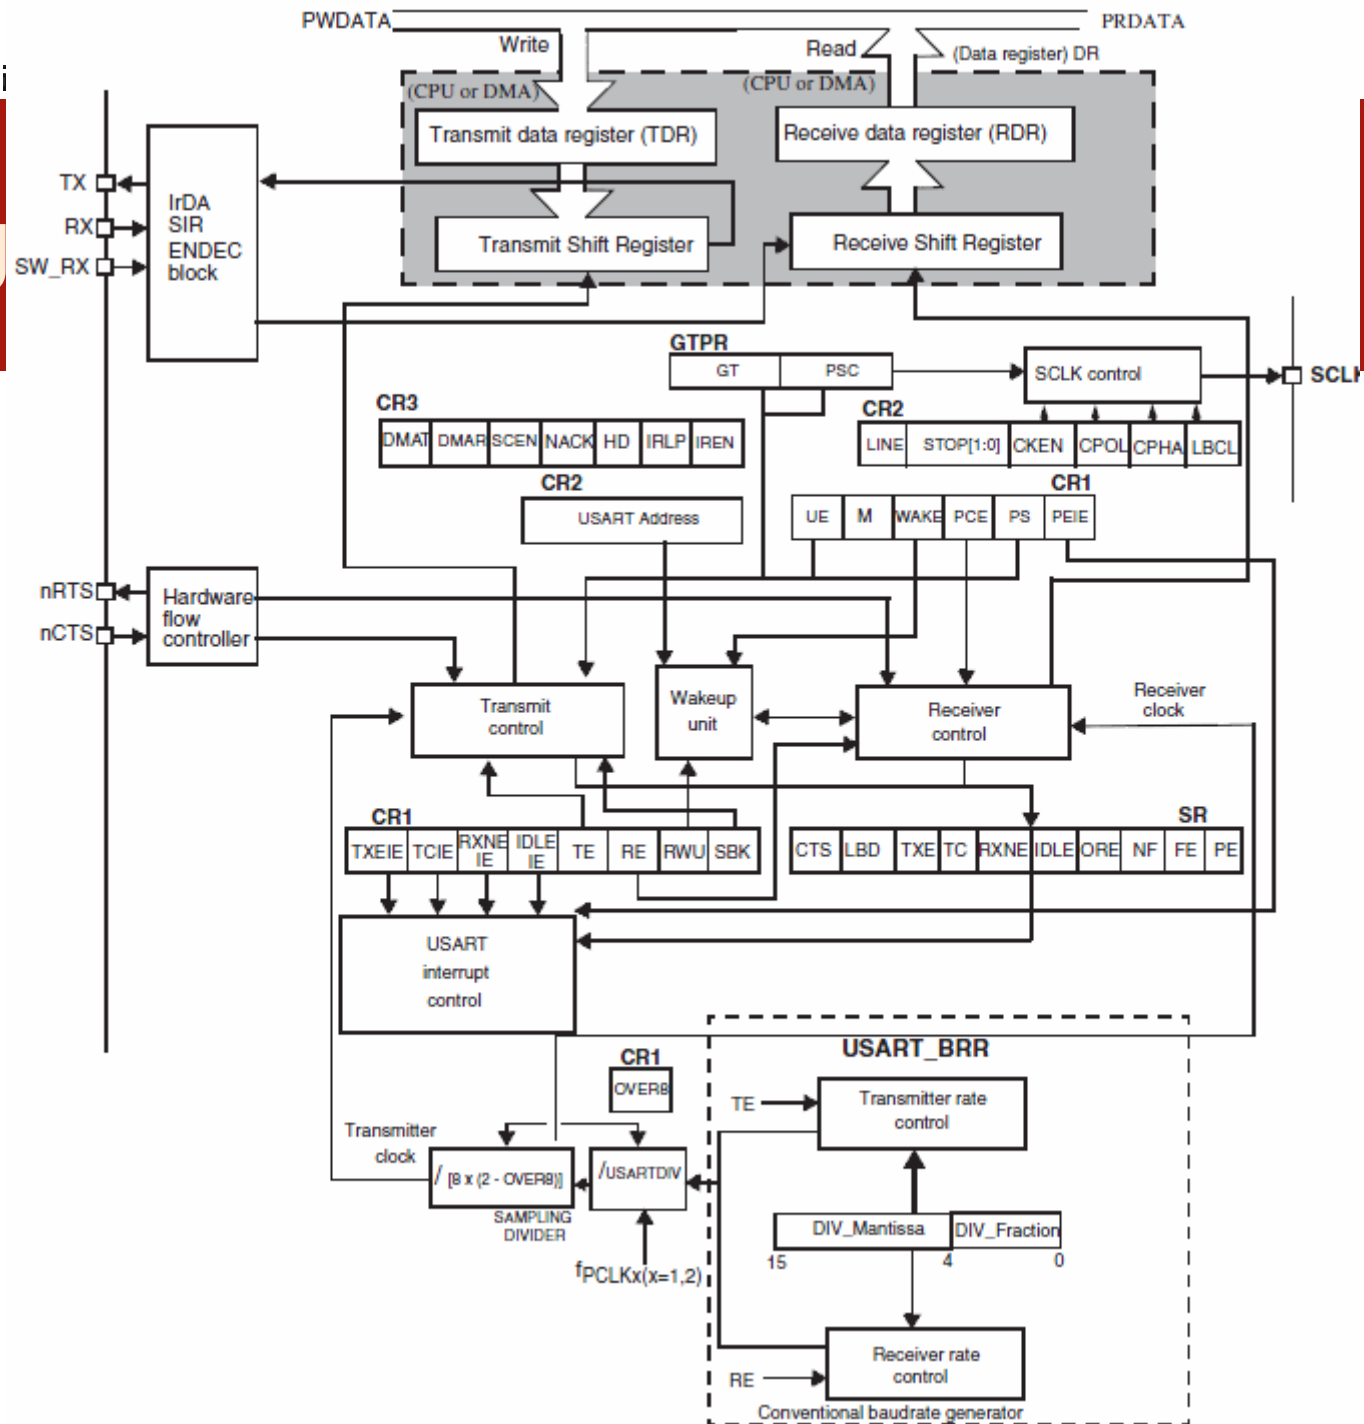 PWDATA
PRDATA
Write
Read
(Data register) DR
(CPU or DMA)
(CPU or DMA)
Transmit data register (TDR)
Receive data register (RDR)
TX
RX
SW_RX
IrDA
SIR
ENDEC
block
Transmit Shift Register
Receive Shift Register
GTPR
GT
PSC
SCLK control
CR3
DMAT DMAR SCEN NACK HD IRLP IREN
CR2
LINE STOP[1:0] CKEN CPOL CPHA LBCL
CR2
USART Address
CR1
UE M WAKE PCE PS PEIE
nRTS
nCTS
Hardware
flow
controller
Transmit
control
Wakeup
unit
Receiver
control
Receiver
clock
CR1
TXEIE TCIE RXNE IE IDLE IE TE RE RWU SBK
SR
CTS LBD TXE TC RXNE IDLE ORE NF FE PE
USART
interrupt
control
CR1
OVER8
USART_BRR
TE
Transmitter rate
control
Transmitter
clock
/ [8 x (2 - OVER8)]
/USARTDIV
SAMPLING
DIVIDER
fPCLKx(x=1,2)
DIV_Mantissa DIV_Fraction
15 4 0
RE
Receiver rate
control
Conventional baudrate generator